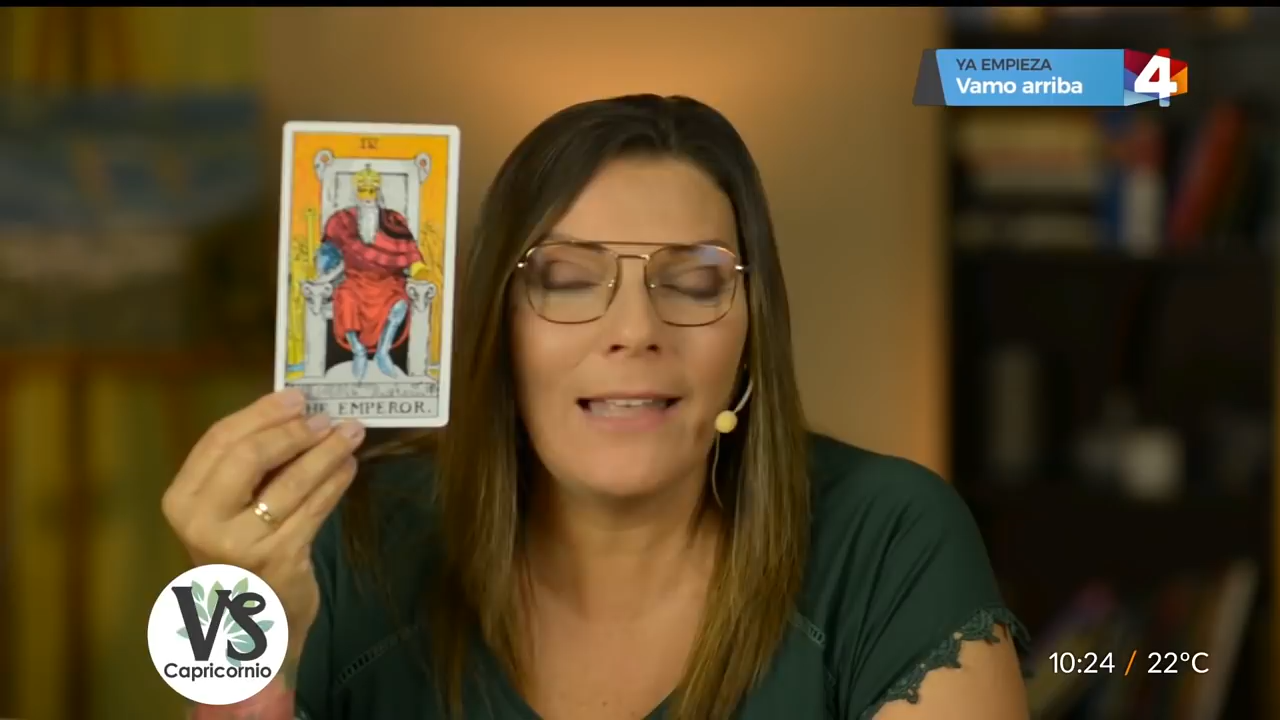 YA EMPIEZA
Vamo arriba
4
IV
HE EMPEROR.
VS
Capricornio
10:24 / 22°C